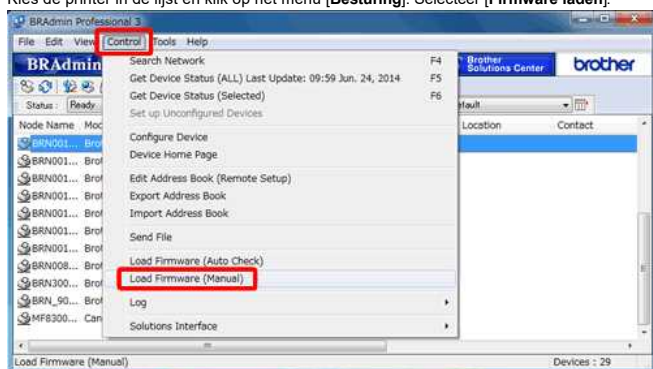 Kies de printer in de lijst en klik op het menu [Besturing]. Selecteer [Firmware laden].
BRAdmin Professional 3
File Edit View Control Tools Help
BRAdmin
Brother Solutions Center
brother
Search Network F4
Get Device Status (ALL) Last Update: 09:59 Jun. 24, 2014 F5
Get Device Status (Selected) F6
Set up Unconfigured Devices
Configure Device
Device Home Page
Edit Address Book (Remote Setup)
Export Address Book
Import Address Book
Send File
Load Firmware (Auto Check)
Load Firmware (Manual)
Log
Solutions Interface
Status: Ready
Node Name
Location Contact
BRN001... Bro
BRN001... Bro
BRN001... Bro
BRN001... Bro
BRN001... Bro
BRN001... Bro
BRN008... Bro
BRN300... Bro
BRN_90... Bro
MF8300... Can
Load Firmware (Manual) Devices : 29